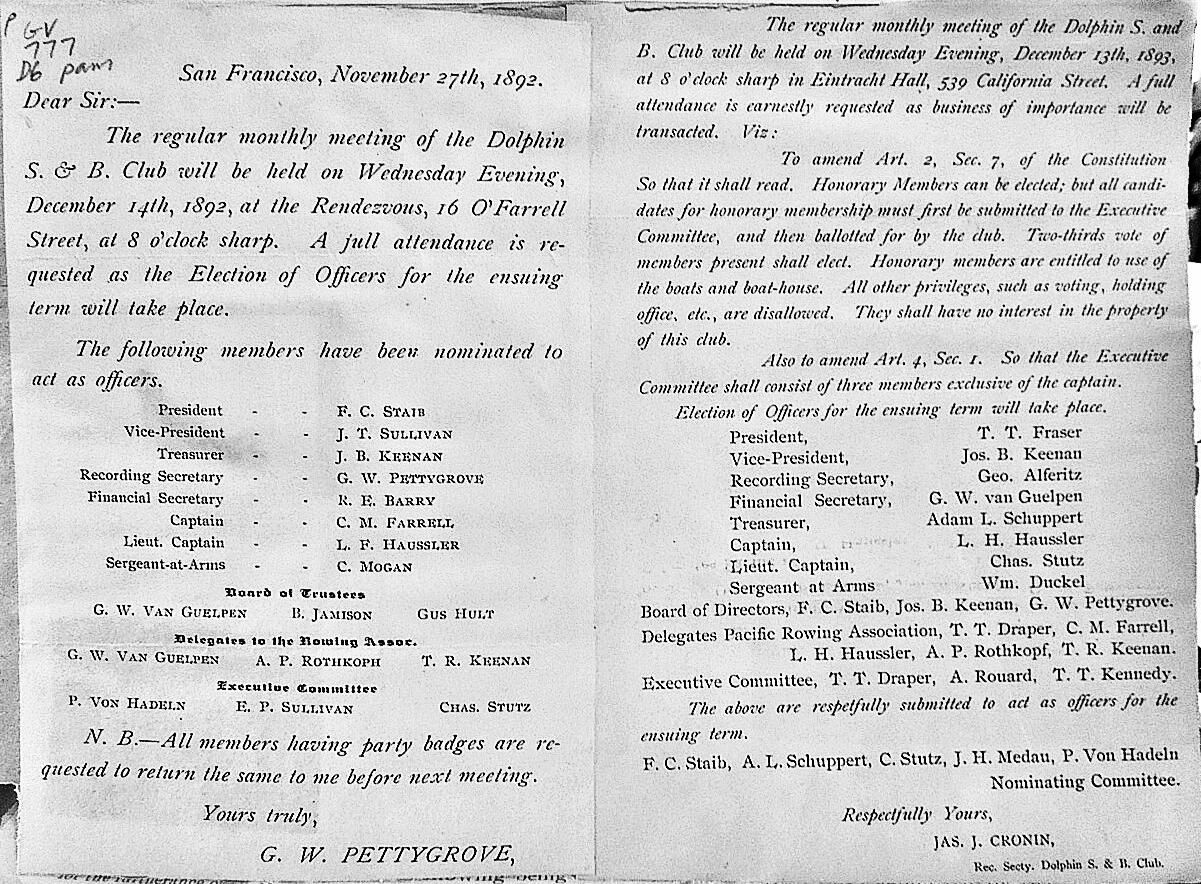 P GV
777
D6 pam
San Francisco, November 27th, 1892.
Dear Sir:—
The regular monthly meeting of the Dolphin
S. & B. Club will be held on Wednesday Evening,
December 14th, 1892, at the Rendezvous, 16 O'Farrell
Street, at 8 o'clock sharp. A full attendance is re-
quested as the Election of Officers for the ensuing
term will take place.
The following members have been nominated to
act as officers.
President - - F. C. STAIB
Vice-President - - J. T. SULLIVAN
Treasurer - - J. B. KEENAN
Recording Secretary - - G. W. PETTYGROVE
Financial Secretary - - R. E. BARRY
Captain - - C. M. FARRELL
Lieut. Captain - - L. F. HAUSSLER
Sergeant-at-Arms - - C. MOGAN
Board of Trustees
G. W. VAN GUELPEN B. JAMISON GUS HULT
Delegates to the Rowing Assoc.
G. W. VAN GUELPEN A. P. ROTHKOPH T. R. KEENAN
Executive Committee
P. VON HADELN E. P. SULLIVAN CHAS. STUTZ
N. B.—All members having party badges are re-
quested to return the same to me before next meeting.
Yours truly,
G. W. PETTYGROVE,
The regular monthly meeting of the Dolphin S. and
B. Club will be held on Wednesday Evening, December 13th, 1893,
at 8 o'clock sharp in Eintracht Hall, 539 California Street. A full
attendance is earnestly requested as business of importance will be
transacted. Viz:
To amend Art. 2, Sec. 7, of the Constitution
So that it shall read. Honorary Members can be elected; but all candi-
dates for honorary membership must first be submitted to the Executive
Committee, and then ballotted for by the club. Two-thirds vote of
members present shall elect. Honorary members are entitled to use of
the boats and boat-house. All other privileges, such as voting, holding
office, etc., are disallowed. They shall have no interest in the property
of this club.
Also to amend Art. 4, Sec. 1. So that the Executive
Committee shall consist of three members exclusive of the captain.
Election of Officers for the ensuing term will take place.
President, T. T. Fraser
Vice-President, Jos. B. Keenan
Recording Secretary, Geo. Alferitz
Financial Secretary, G. W. van Guelpen
Treasurer, Adam L. Schuppert
Captain, L. H. Haussler
Lieut. Captain, Chas. Stutz
Sergeant at Arms Wm. Duckel
Board of Directors, F. C. Staib, Jos. B. Keenan, G. W. Pettygrove.
Delegates Pacific Rowing Association, T. T. Draper, C. M. Farrell,
L. H. Haussler, A. P. Rothkopf, T. R. Keenan.
Executive Committee, T. T. Draper, A. Rouard, T. T. Kennedy.
The above are respetfully submitted to act as officers for the
ensuing term.
F. C. Staib, A. L. Schuppert, C. Stutz, J. H. Medau, P. Von Hadeln
Nominating Committee.
Respectfully Yours,
JAS. J. CRONIN,
Rec. Secty. Dolphin S. & B. Club.